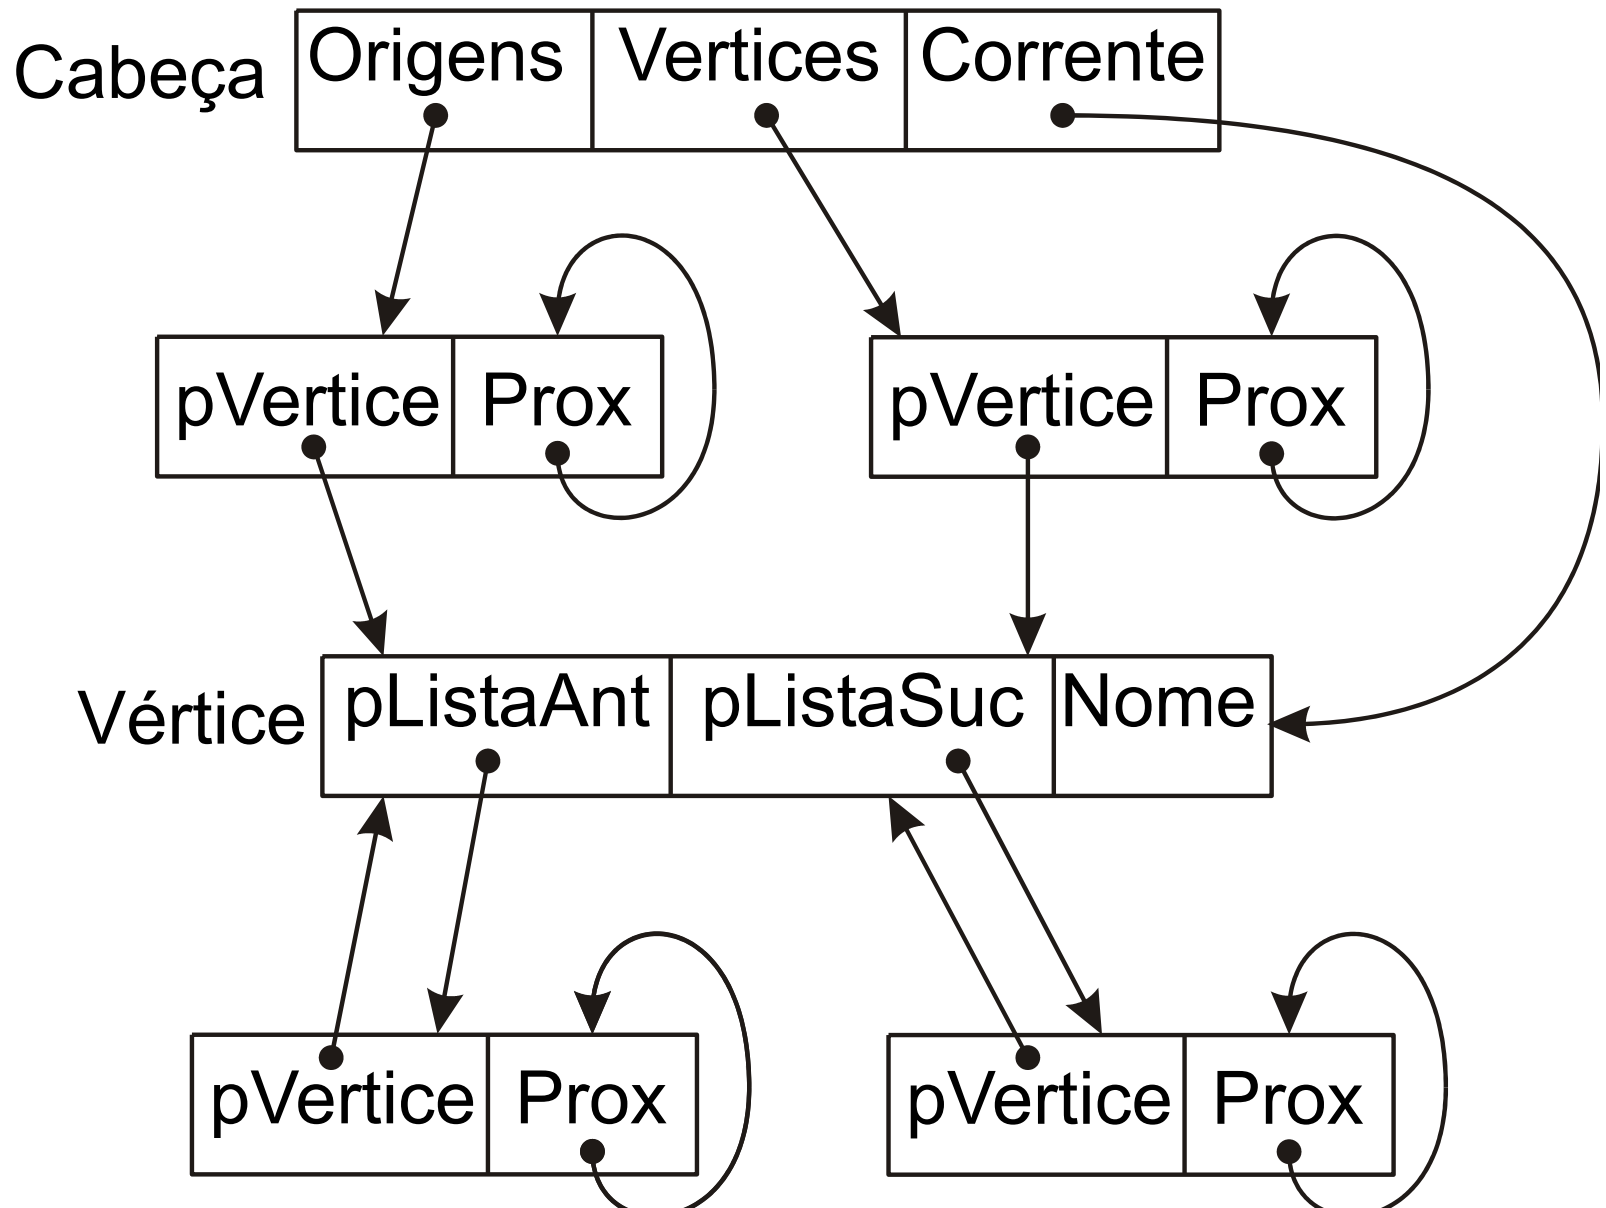 Cabeça
Origens Vertices Corrente
pVertice Prox
pVertice Prox
Vértice
pListaAnt pListaSuc Nome
pVertice Prox
pVertice Prox